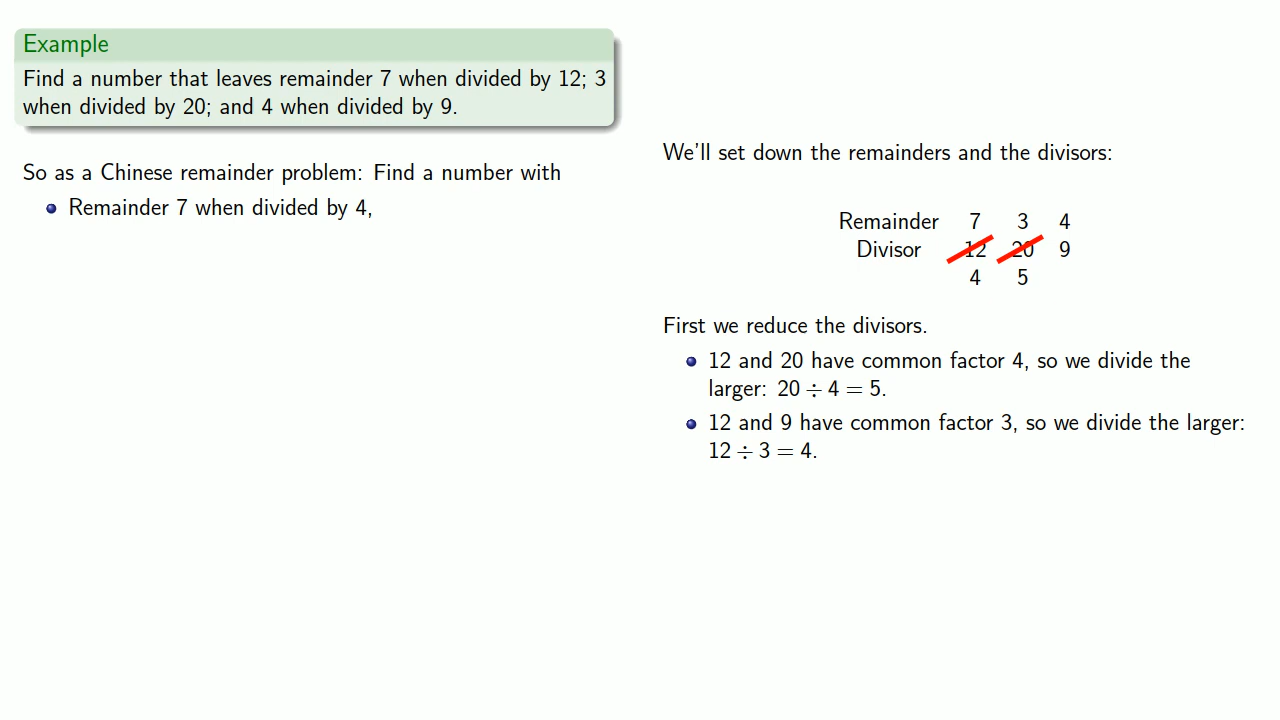 Example
Find a number that leaves remainder 7 when divided by 12; 3
when divided by 20; and 4 when divided by 9.
So as a Chinese remainder problem: Find a number with
Remainder 7 when divided by 4,
We'll set down the remainders and the divisors:
Remainder 7 3 4
Divisor 12 20 9
4 5
First we reduce the divisors.
12 and 20 have common factor 4, so we divide the
larger: 20 ÷ 4 = 5.
12 and 9 have common factor 3, so we divide the larger:
12 ÷ 3 = 4.